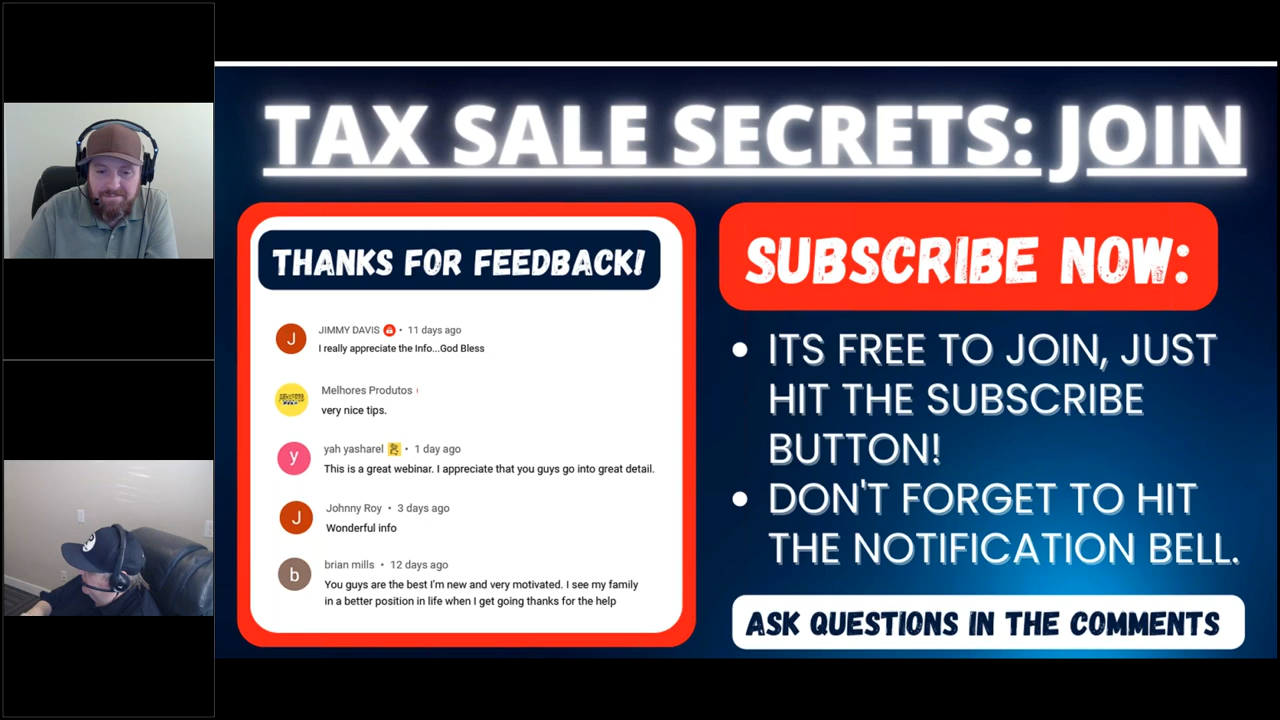 TAX SALE SECRETS: JOIN
THANKS FOR FEEDBACK!
JIMMY DAVIS • 11 days ago
I really appreciate the Info...God Bless
Melhores Produtos
very nice tips.
yah yasharel • 1 day ago
This is a great webinar. I appreciate that you guys go into great detail.
Johnny Roy • 3 days ago
Wonderful info
brian mills • 12 days ago
You guys are the best I'm new and very motivated. I see my family
in a better position in life when I get going thanks for the help
J
y
J
b
SUBSCRIBE NOW:
• ITS FREE TO JOIN, JUST
HIT THE SUBSCRIBE
BUTTON!
• DON'T FORGET TO HIT
THE NOTIFICATION BELL.
ASK QUESTIONS IN THE COMMENTS